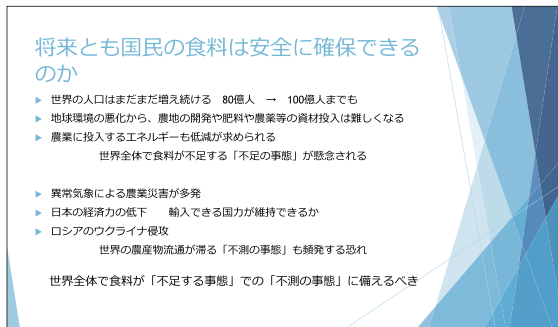 将来とも国民の食料は安全に確保できる
のか
世界の人口はまだまだ増え続ける　80億人　→　100億人までも
地球環境の悪化から、農地の開発や肥料や農薬等の資材投入は難しくなる
農業に投入するエネルギーも低減が求められる
世界全体で食料が不足する「不足の事態」が懸念される
異常気象による農業災害が多発
日本の経済力の低下　　輸入できる国力が維持できるか
ロシアのウクライナ侵攻
世界の農産物流通が滞る「不測の事態」も頻発する恐れ
世界全体で食料が「不足する事態」での「不測の事態」に備えるべき